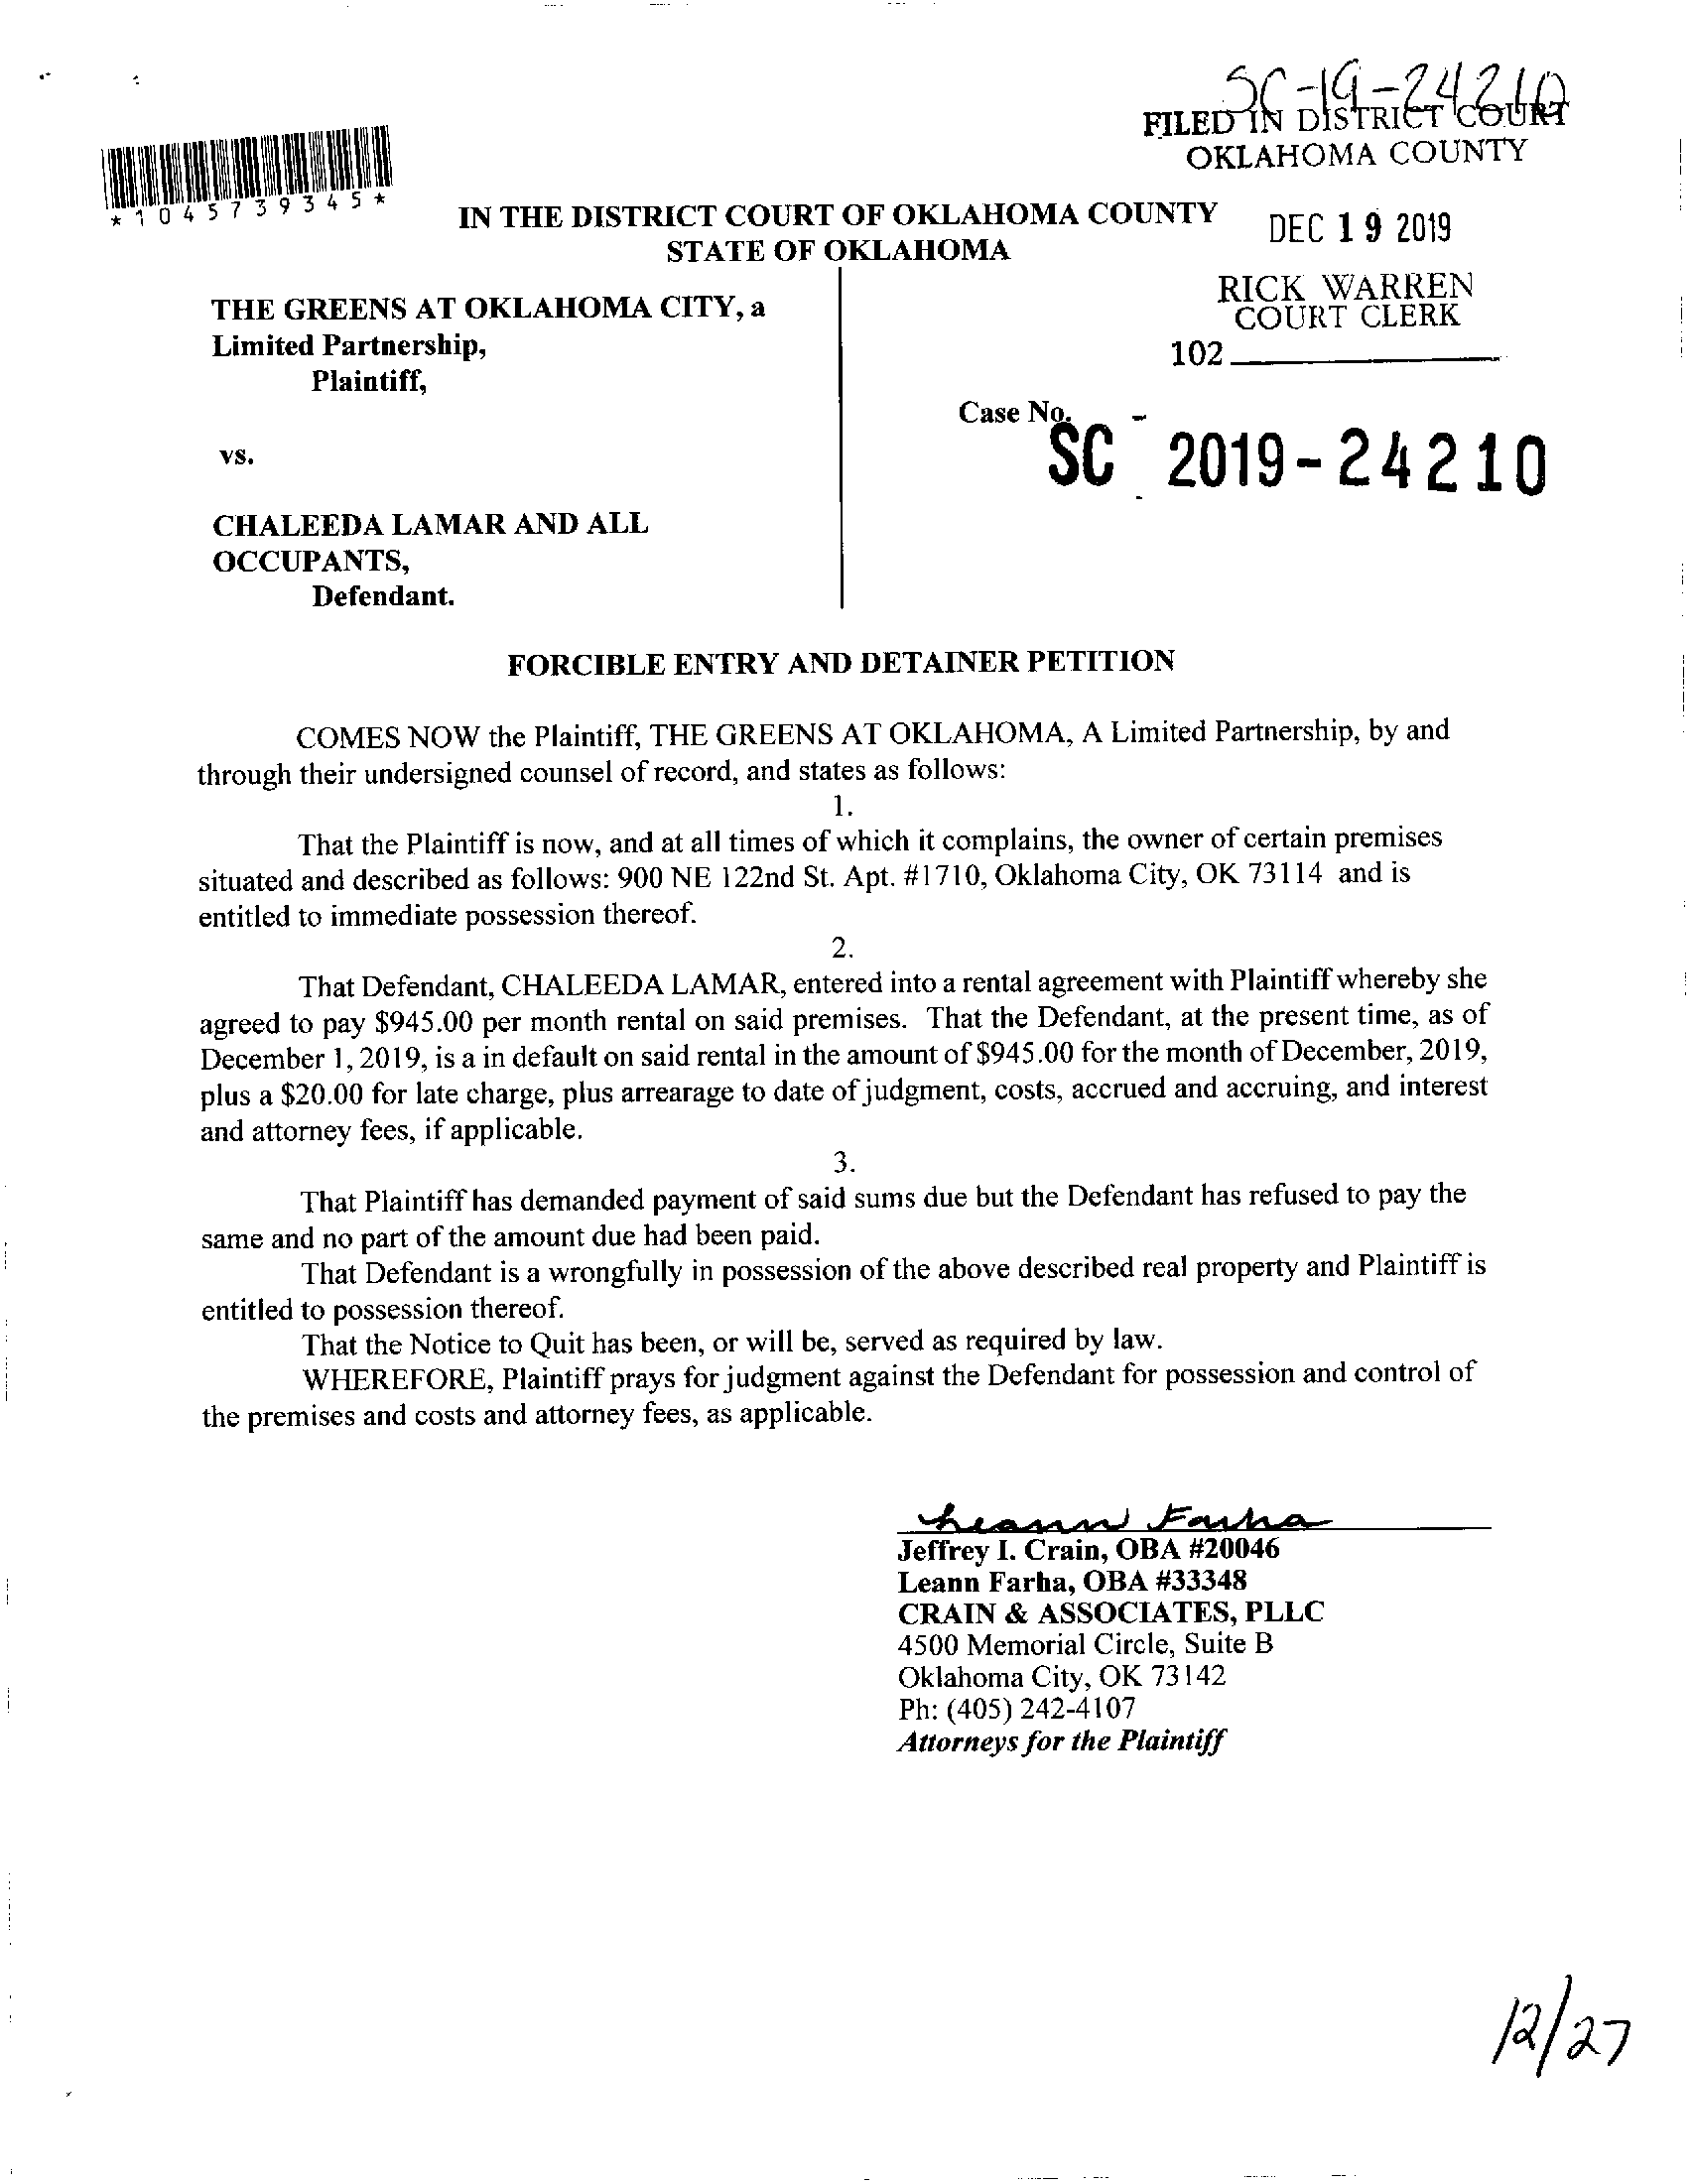 SC-19-24210
FILED IN DISTRICT COURT
OKLAHOMA COUNTY
*1045739345*
IN THE DISTRICT COURT OF OKLAHOMA COUNTY
STATE OF OKLAHOMA
DEC 19 2019
RICK WARREN
COURT CLERK
102
THE GREENS AT OKLAHOMA CITY, a
Limited Partnership,
Plaintiff,
Case No.
SC 2019-24210
vs.
CHALEEDA LAMAR AND ALL
OCCUPANTS,
Defendant.
FORCIBLE ENTRY AND DETAINER PETITION
COMES NOW the Plaintiff, THE GREENS AT OKLAHOMA, A Limited Partnership, by and
through their undersigned counsel of record, and states as follows:
1.
That the Plaintiff is now, and at all times of which it complains, the owner of certain premises
situated and described as follows: 900 NE 122nd St. Apt. #1710, Oklahoma City, OK 73114 and is
entitled to immediate possession thereof.
2.
That Defendant, CHALEEDA LAMAR, entered into a rental agreement with Plaintiff whereby she
agreed to pay $945.00 per month rental on said premises. That the Defendant, at the present time, as of
December 1, 2019, is a in default on said rental in the amount of $945.00 for the month of December, 2019,
plus a $20.00 for late charge, plus arrearage to date of judgment, costs, accrued and accruing, and interest
and attorney fees, if applicable.
3.
That Plaintiff has demanded payment of said sums due but the Defendant has refused to pay the
same and no part of the amount due had been paid.
That Defendant is a wrongfully in possession of the above described real property and Plaintiff is
entitled to possession thereof.
That the Notice to Quit has been, or will be, served as required by law.
WHEREFORE, Plaintiff prays for judgment against the Defendant for possession and control of
the premises and costs and attorney fees, as applicable.
Leann Farha
Jeffrey I. Crain, OBA #20046
Leann Farha, OBA #33348
CRAIN & ASSOCIATES, PLLC
4500 Memorial Circle, Suite B
Oklahoma City, OK 73142
Ph: (405) 242-4107
Attorneys for the Plaintiff
12/27